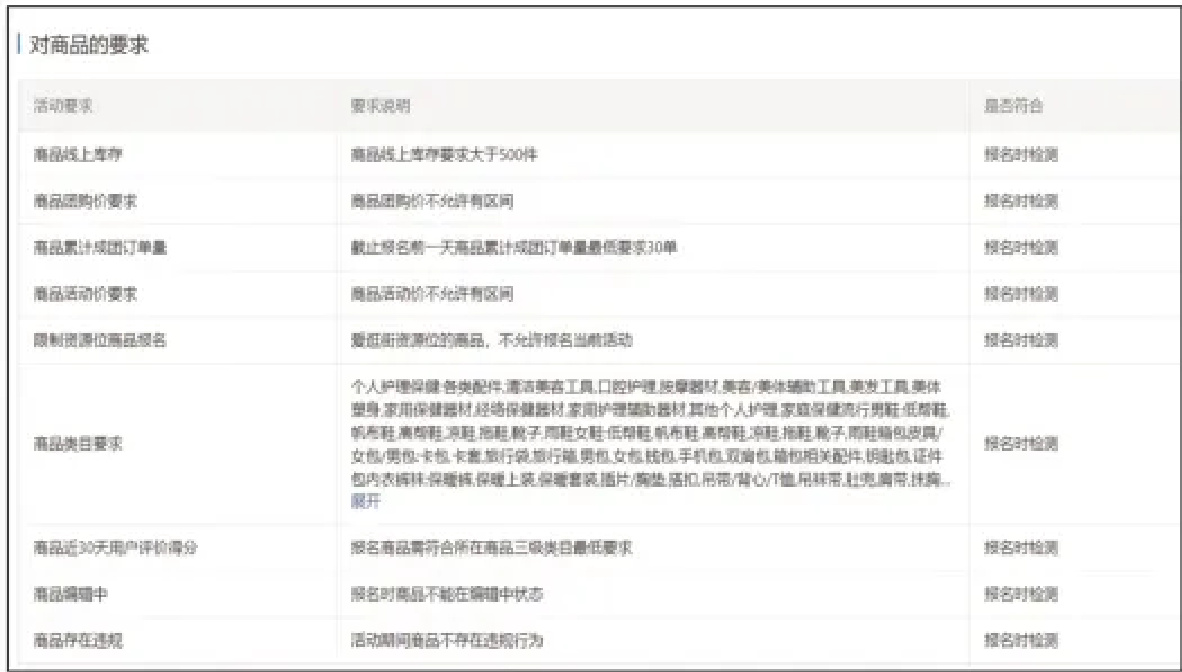 对商品的要求
活动要求 要求说明 是否符合
商品线上库存 商品线上库存要求大于500件 报名时检测
商品团购价要求 商品团购价不允许有区间 报名时检测
商品累计成团订单量 截止报名前一天商品累计成团订单量最低要求30单 报名时检测
商品活动价要求 商品活动价不允许有区间 报名时检测
限制资源位商品报名 爱逛街资源位的商品，不允许报名当前活动 报名时检测
个人护理保健:各类配件,清洁美容工具,口腔护理,按摩器材,美容/美体辅助工具,美发工具,美体
塑身,家用保健器材,经络保健器材,家用护理辅助器材,其他个人护理,家庭保健流行男鞋:低帮鞋,
帆布鞋,高帮鞋,凉鞋,拖鞋,靴子,雨鞋女鞋:低帮鞋,帆布鞋,高帮鞋,凉鞋,拖鞋,靴子,雨鞋箱包皮具/
商品类目要求 女包/男包:卡包,卡套,旅行袋,旅行箱,男包,女包,钱包,手机包,双肩包,箱包相关配件,钥匙包,证件 报名时检测
包内衣裤袜:保暖裤,保暖上装,保暖套装,插片/胸垫,搭扣,吊带/背心/T恤,吊袜带,肚兜,肩带,抹胸...
展开
商品近30天用户评价得分 报名商品需符合所在商品三级类目最低要求 报名时检测
商品编辑中 报名时商品不能在编辑中状态 报名时检测
商品存在违规 活动期间商品不存在违规行为 报名时检测